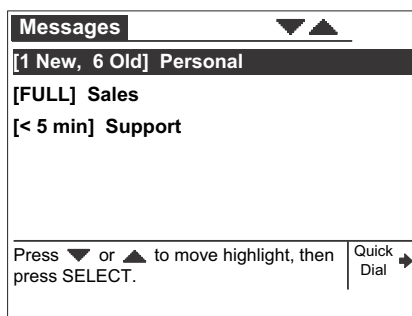 Messages
[1 New, 6 Old] Personal
[FULL] Sales
[< 5 min] Support
Press ▼ or ▲ to move highlight, then
press SELECT.
Quick
Dial